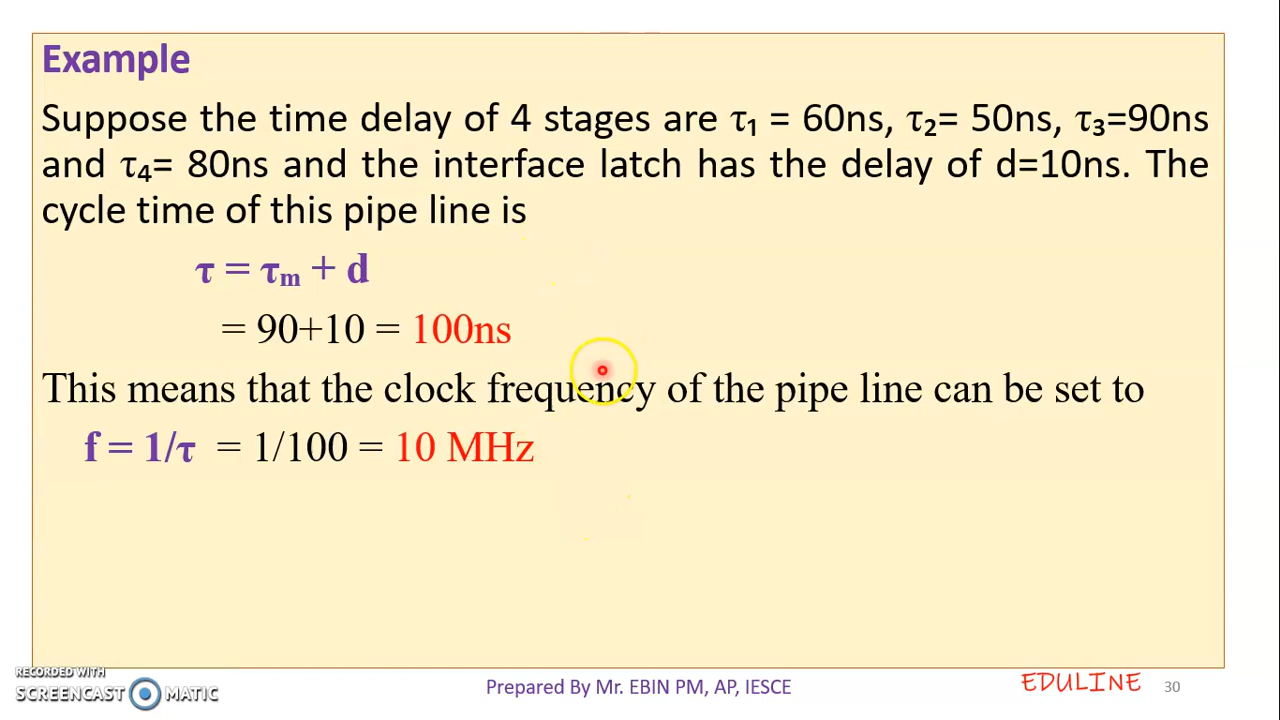 Example
Suppose the time delay of 4 stages are τ₁ = 60ns, τ₂= 50ns, τ₃=90ns
and τ₄= 80ns and the interface latch has the delay of d=10ns. The
cycle time of this pipe line is
τ = τₘ + d
= 90+10 = 100ns
This means that the clock frequency of the pipe line can be set to
f = 1/τ = 1/100 = 10 MHz
RECORDED WITH
SCREENCAST MATIC
Prepared By Mr. EBIN PM, AP, IESCE
EDULINE
30